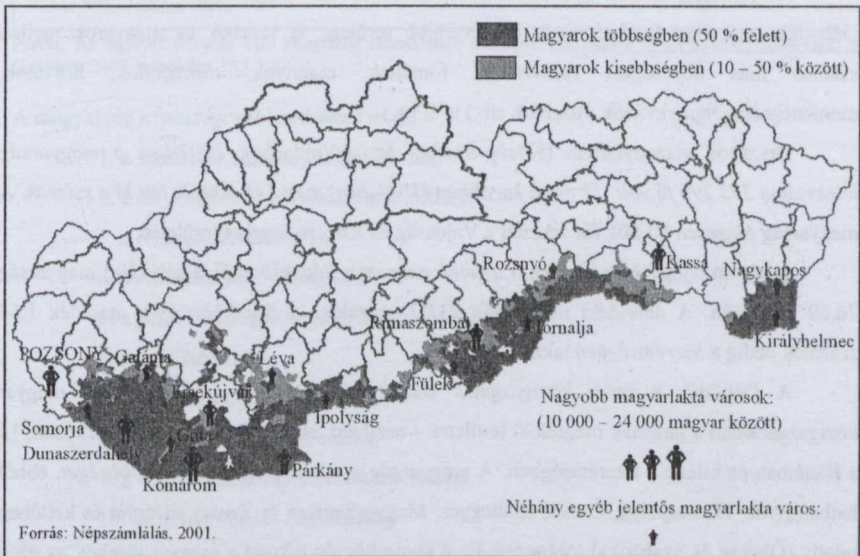 Magyarok többségben (50 % felett)
Magyarok kisebbségben (10 – 50 % között)
Kassa
Rozsnyó
Nagykapos
Rimaszombat
Tornalja
Királyhelmec
POZSONY
Galánta
Léva
Fülek
Érsekújvár
Ipolyság
Nagyobb magyarlakta városok:
Somorja
(10 000 – 24 000 magyar között)
Dunaszerdahely
Gúta
Párkány
Komárom
Néhány egyéb jelentős magyarlakta város:
Forrás: Népszámlálás, 2001.